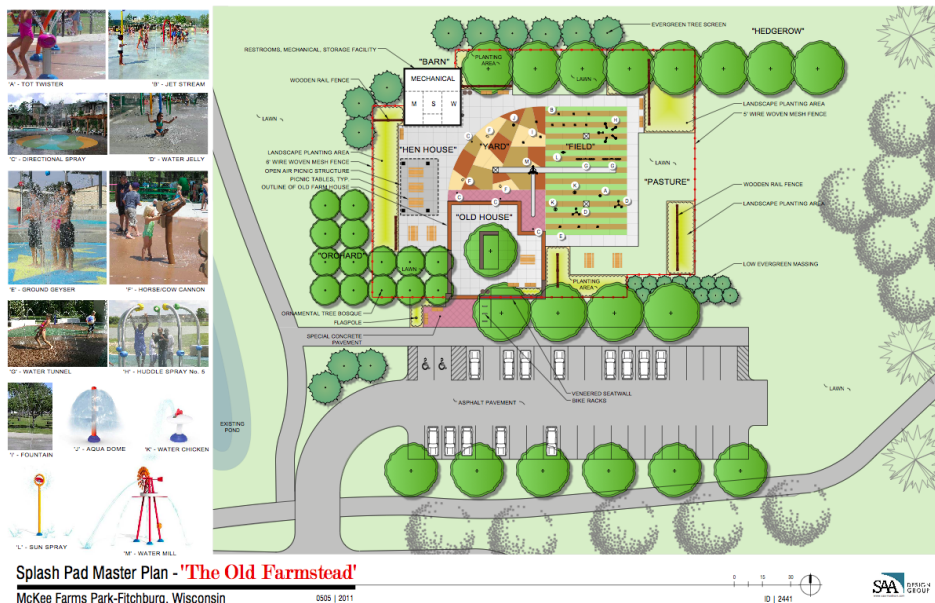 'A' - TOT TWISTER
'B' - JET STREAM
'C' - DIRECTIONAL SPRAY
'D' - WATER JELLY
'E' - GROUND GEYSER
'F' - HORSE/COW CANNON
'G' - WATER TUNNEL
'H' - HUDDLE SPRAY No. 5
'I' - FOUNTAIN
'J' - AQUA DOME
'K' - WATER CHICKEN
'L' - SUN SPRAY
'M' - WATER MILL
EVERGREEN TREE SCREEN
"HEDGEROW"
RESTROOMS, MECHANICAL, STORAGE FACILITY
"BARN"
PLANTING
AREA
LAWN
MECHANICAL
M S W
WOODEN RAIL FENCE
LAWN
LANDSCAPE PLANTING AREA
5' WIRE WOVEN MESH FENCE
"YARD"
"FIELD"
"HEN HOUSE"
LANDSCAPE PLANTING AREA
8' WIRE WOVEN MESH FENCE
OPEN AIR PICNIC STRUCTURE
PICNIC TABLES, TYP.
OUTLINE OF OLD FARM HOUSE
LAWN
"PASTURE"
WOODEN RAIL FENCE
LANDSCAPE PLANTING AREA
"OLD HOUSE"
"ORCHARD"
LAWN
LOW EVERGREEN MASSING
PLANTING
AREA
ORNAMENTAL TREE BOSQUE
FLAGPOLE
SPECIAL CONCRETE
PAVEMENT
VENEERED SEATWALL
BIKE RACKS
ASPHALT PAVEMENT
LAWN
EXISTING
POND
Splash Pad Master Plan - 'The Old Farmstead'
McKee Farms Park-Fitchburg, Wisconsin
0505 | 2011
0 15 30
ID | 2441
SAA DESIGN
GROUP